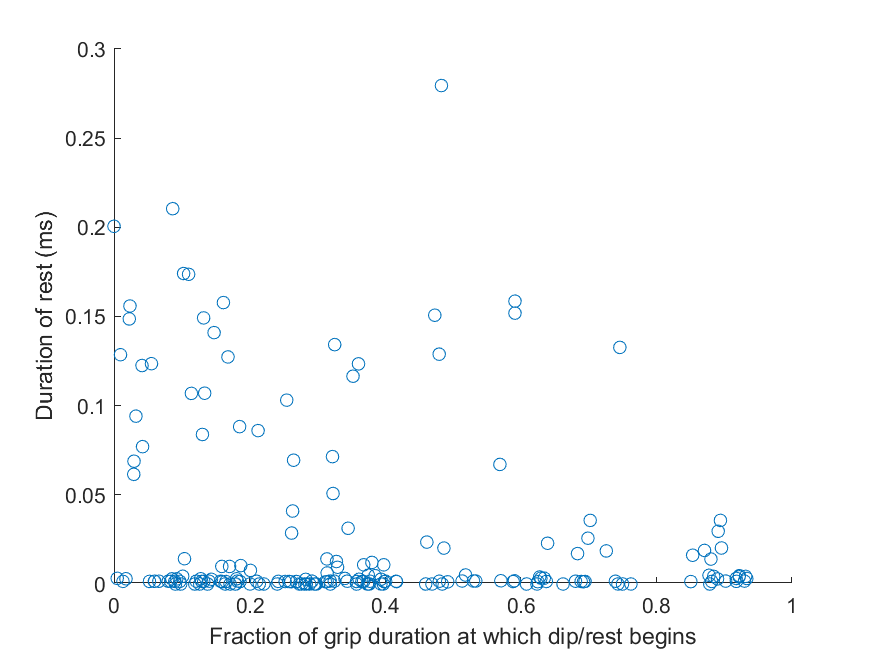 0.3
0.25
0.2
0.15
0.1
0.05
0
0 0.2 0.4 0.6 0.8 1
Duration of rest (ms)
Fraction of grip duration at which dip/rest begins